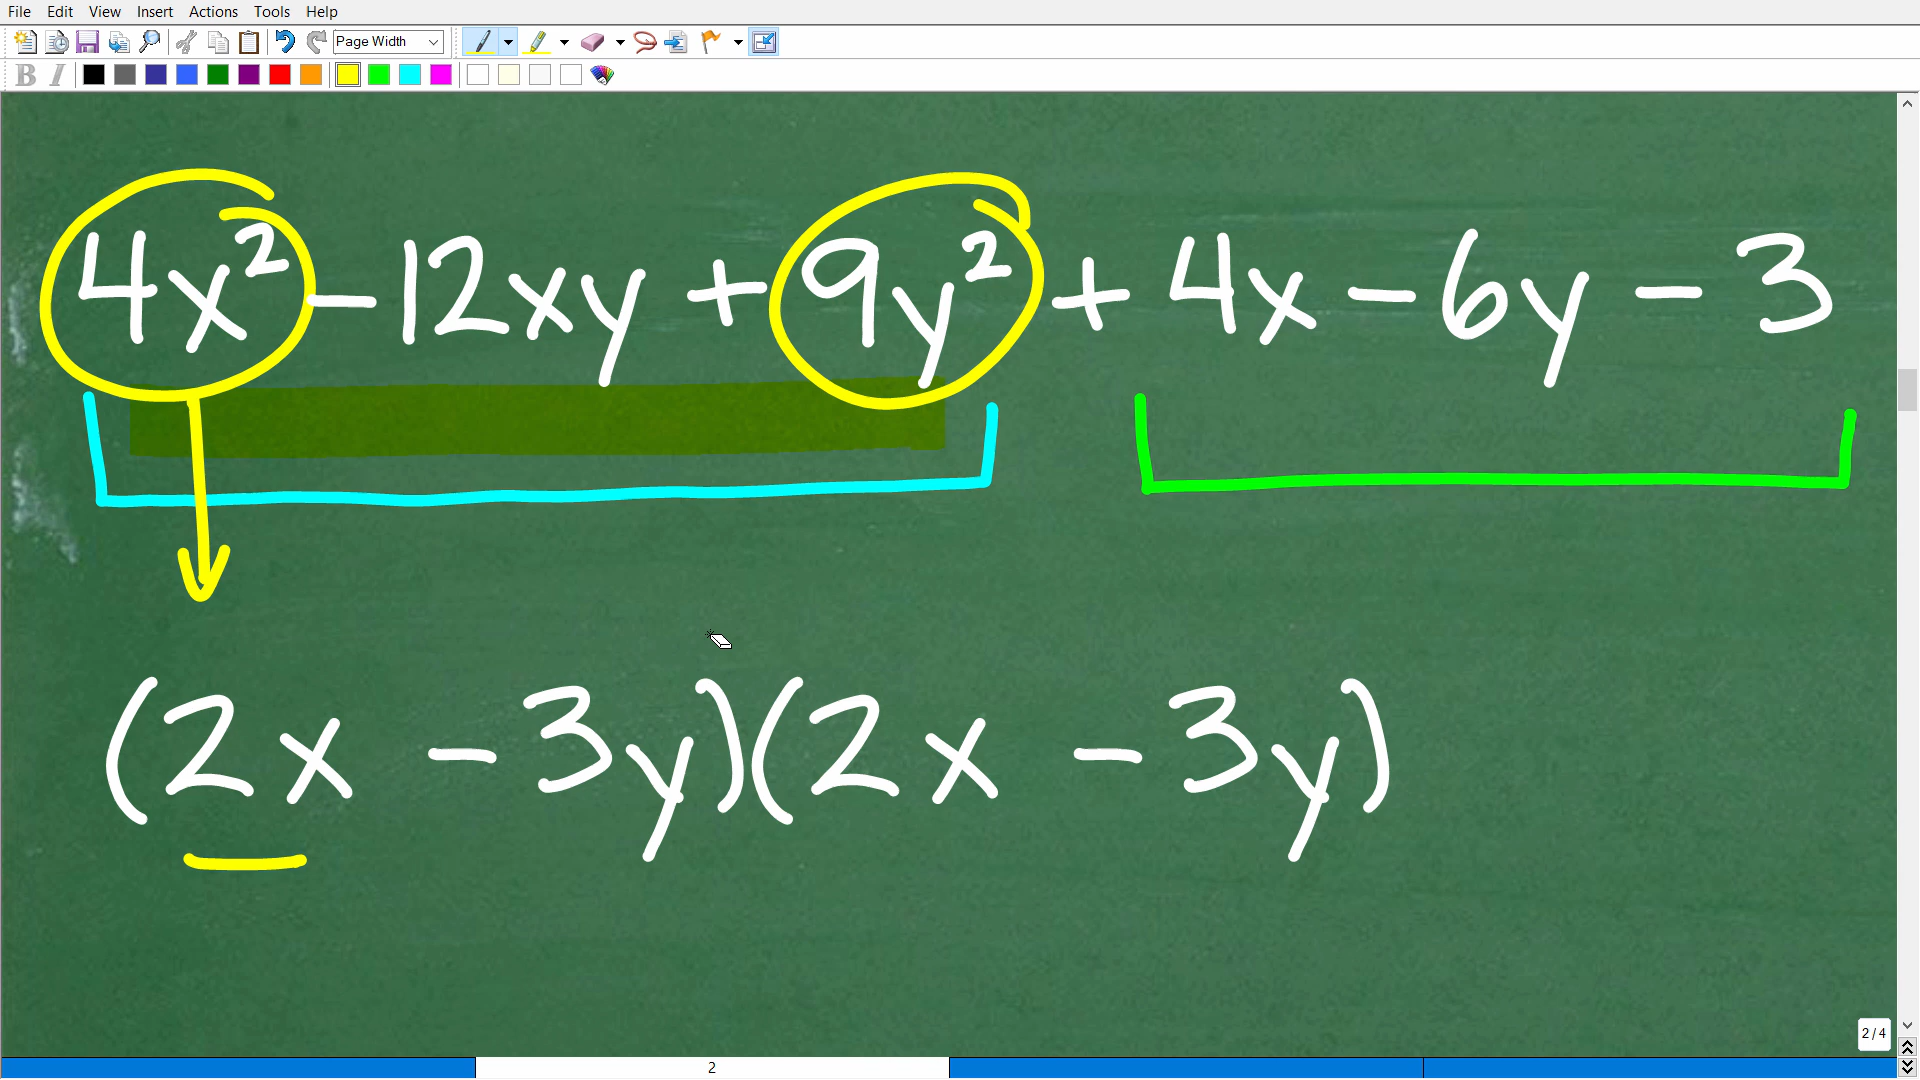 File Edit View Insert Actions Tools Help
Page Width
B I
4x² - 12xy + 9y² + 4x - 6y - 3
(2x - 3y)(2x - 3y)
2 / 4
2